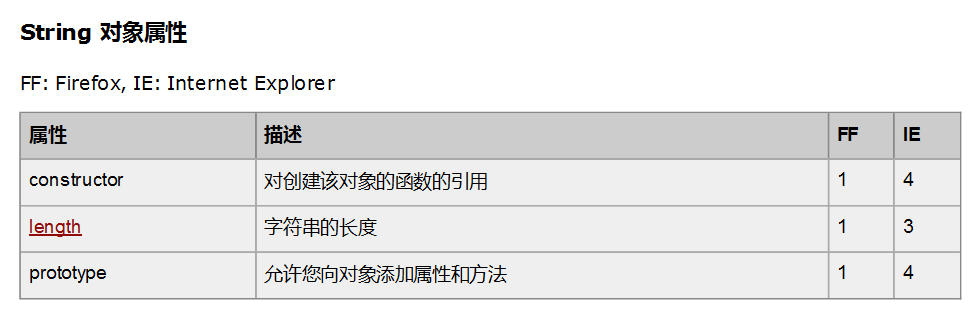 String 对象属性
FF: Firefox, IE: Internet Explorer
属性 描述 FF IE
constructor 对创建该对象的函数的引用 1 4
length 字符串的长度 1 3
prototype 允许您向对象添加属性和方法 1 4